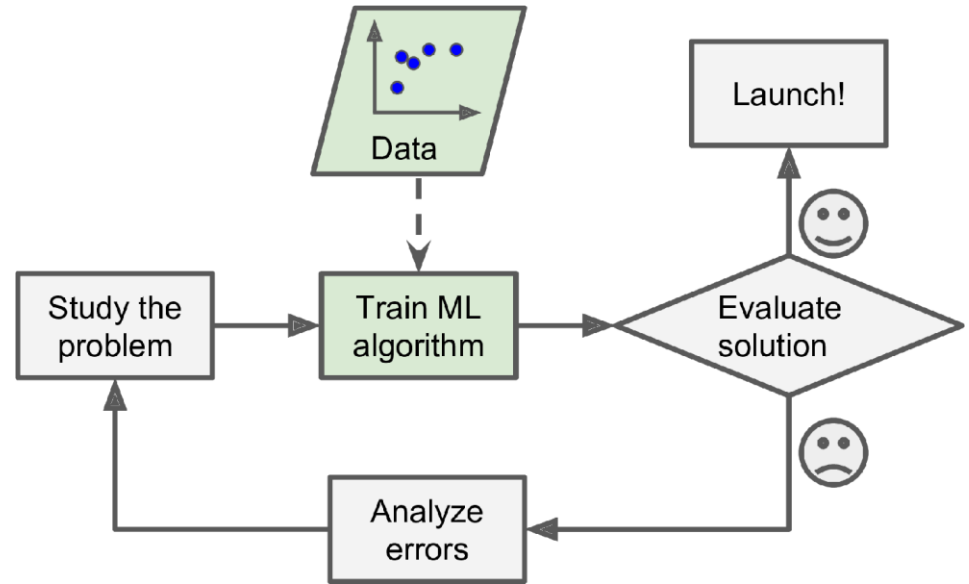 Data
Launch!
Study the
problem
Train ML
algorithm
Evaluate
solution
Analyze
errors